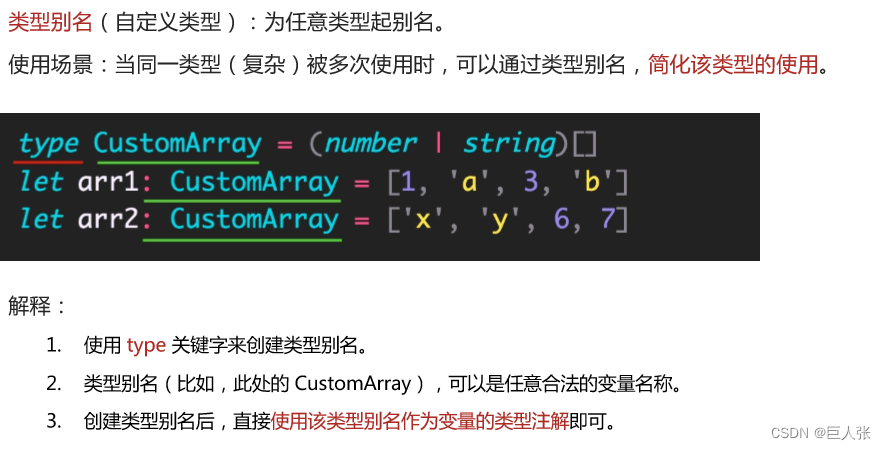 类型别名（自定义类型）：为任意类型起别名。
使用场景：当同一类型（复杂）被多次使用时，可以通过类型别名，简化该类型的使用。
type CustomArray = (number | string)[]
let arr1: CustomArray = [1, 'a', 3, 'b']
let arr2: CustomArray = ['x', 'y', 6, 7]
解释：
1. 使用 type 关键字来创建类型别名。
2. 类型别名（比如，此处的 CustomArray），可以是任意合法的变量名称。
3. 创建类型别名后，直接使用该类型别名作为变量的类型注解即可。
CSDN @巨人张